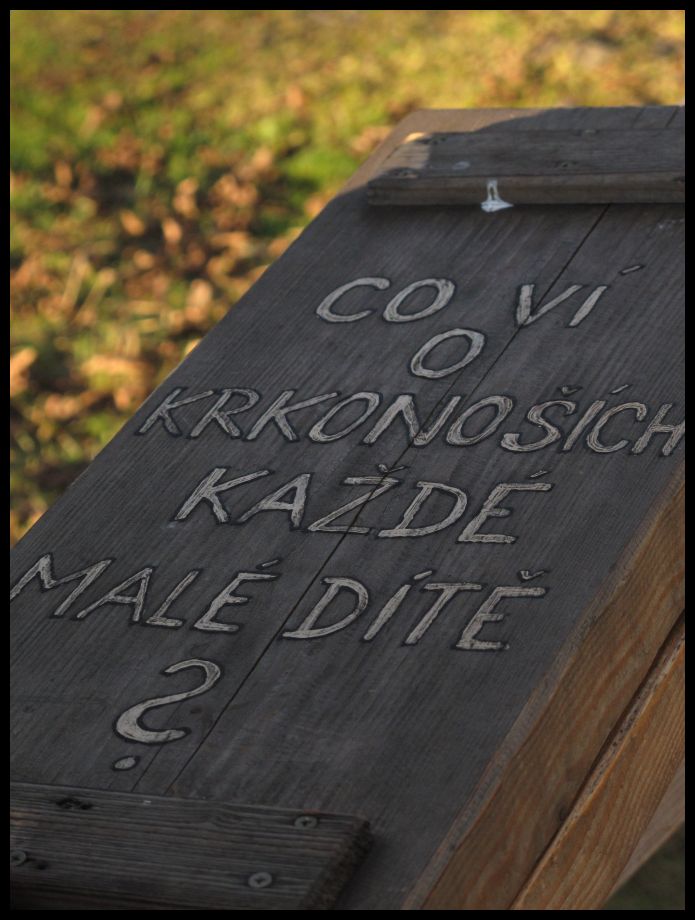 CO VÍ
O
KRKONOŠÍCH
KAŽDÉ
MALÉ DÍTĚ
?